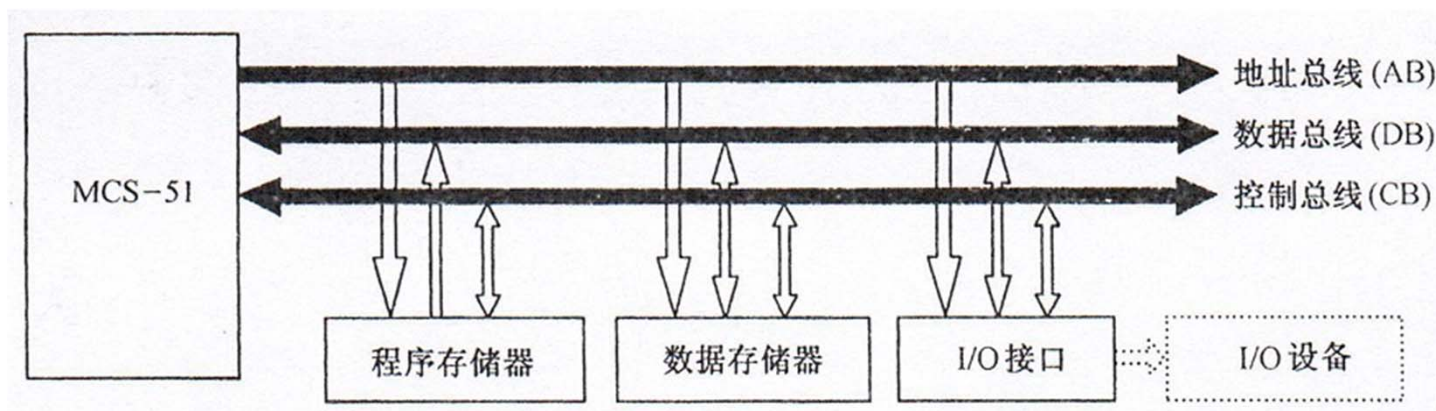 地址总线(AB)
数据总线(DB)
MCS-51
控制总线(CB)
程序存储器
数据存储器
I/O接口
I/O设备